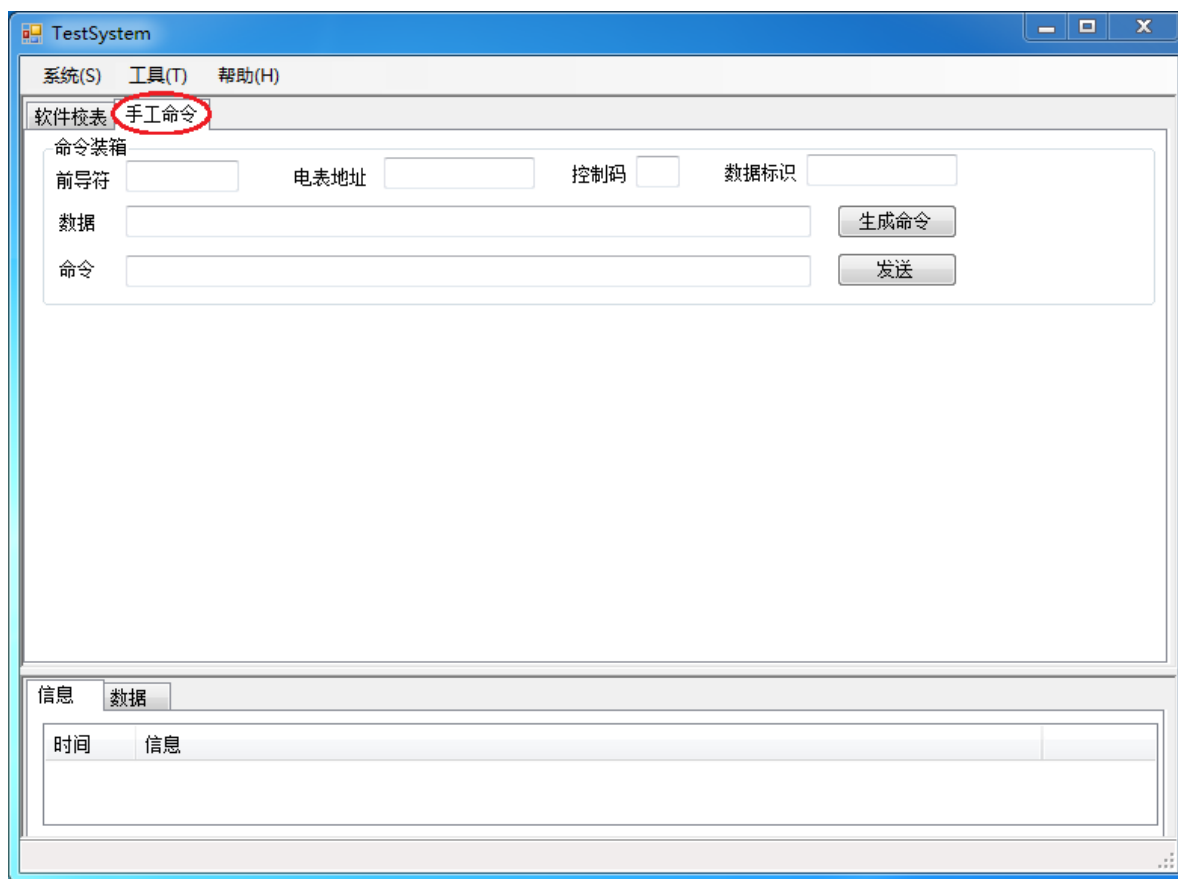 TestSystem
系统(S) 工具(T) 帮助(H)
软件校表 手工命令
命令装箱
前导符 电表地址 控制码 数据标识
数据 生成命令
命令 发送
信息 数据
时间 信息